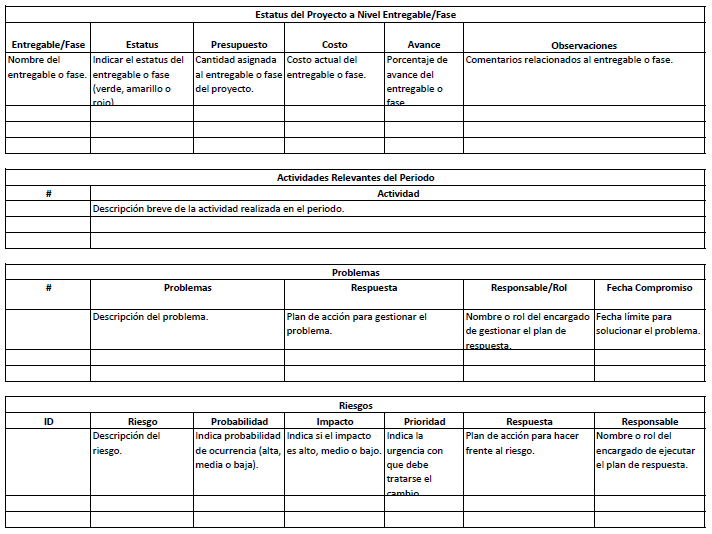 Estatus del Proyecto a Nivel Entregable/Fase
Entregable/Fase Estatus Presupuesto Costo Avance Observaciones
Nombre del Indicar el estatus del Cantidad asignada Costo actual del Porcentaje de Comentarios relacionados al entregable o fase.
entregable o fase. entregable o fase al entregable o fase entregable o fase. avance del
(verde, amarillo o del proyecto. entregable o
rojo) fase
Actividades Relevantes del Periodo
# Actividad
Descripción breve de la actividad realizada en el periodo.
Problemas
# Problemas Respuesta Responsable/Rol Fecha Compromiso
Descripción del problema. Plan de acción para gestionar el Nombre o rol del encargado Fecha límite para
problema. de gestionar el plan de solucionar el problema.
respuesta.
Riesgos
ID Riesgo Probabilidad Impacto Prioridad Respuesta Responsable
Descripción del Indica probabilidad Indica si el impacto Indica la Plan de acción para hacer Nombre o rol del
riesgo. de ocurrencia (alta, es alto, medio o bajo. urgencia con frente al riesgo. encargado de ejecutar
media o baja). que debe el plan de respuesta.
tratarse el
cambio